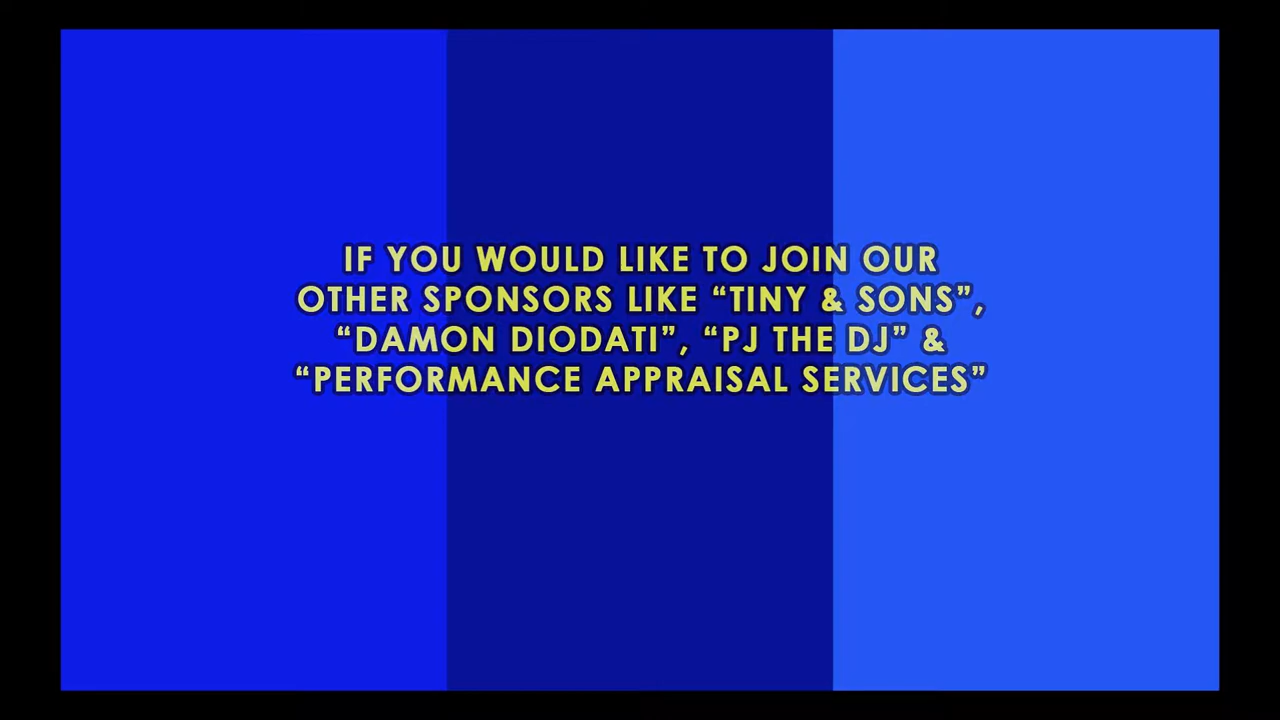 IF YOU WOULD LIKE TO JOIN OUR
OTHER SPONSORS LIKE “TINY & SONS”,
“DAMON DIODATI”, “PJ THE DJ” &
“PERFORMANCE APPRAISAL SERVICES”